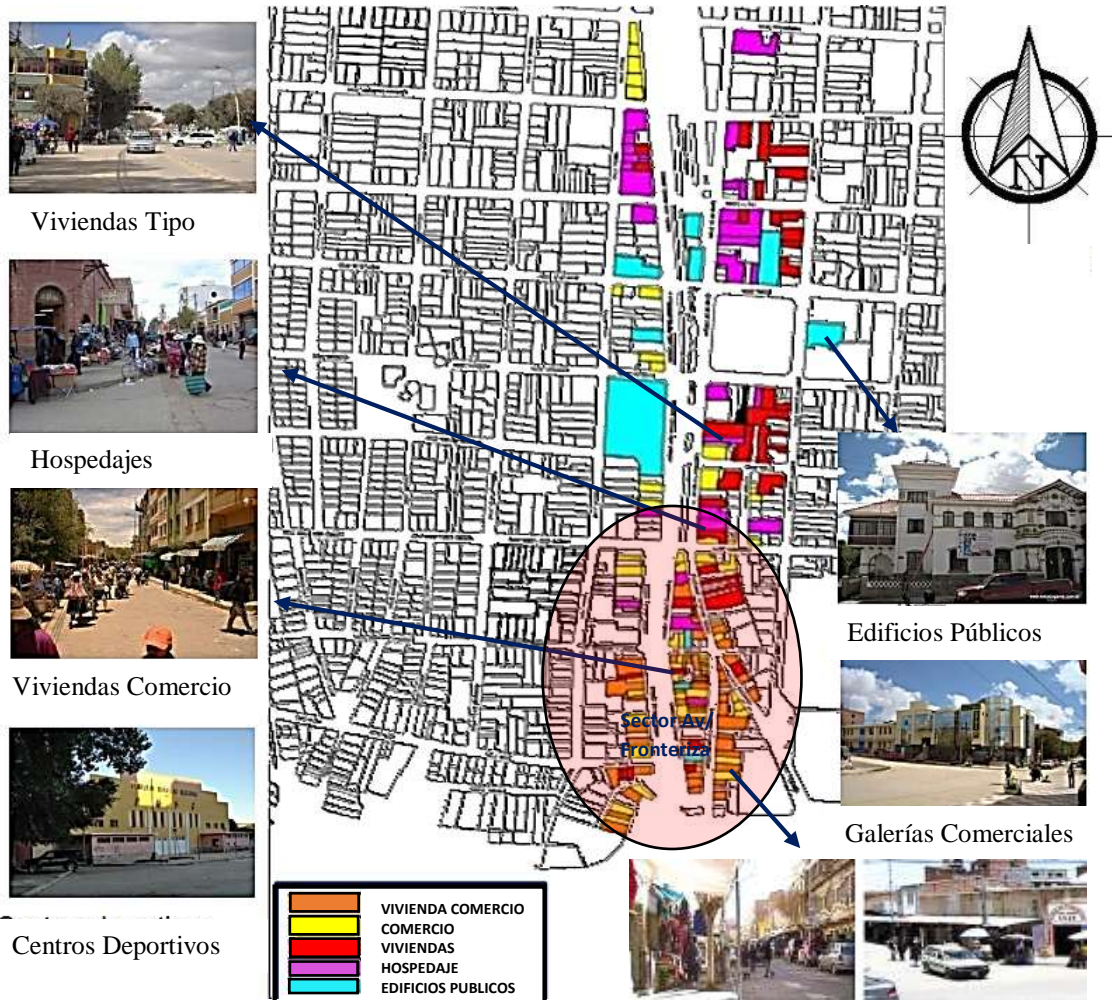 N
Viviendas Tipo
Hospedajes
Viviendas Comercio
Centros Deportivos
Edificios Públicos
Galerías Comerciales
Sector Av/
Fronteriza
VIVIENDA COMERCIO
COMERCIO
VIVIENDAS
HOSPEDAJE
EDIFICIOS PUBLICOS